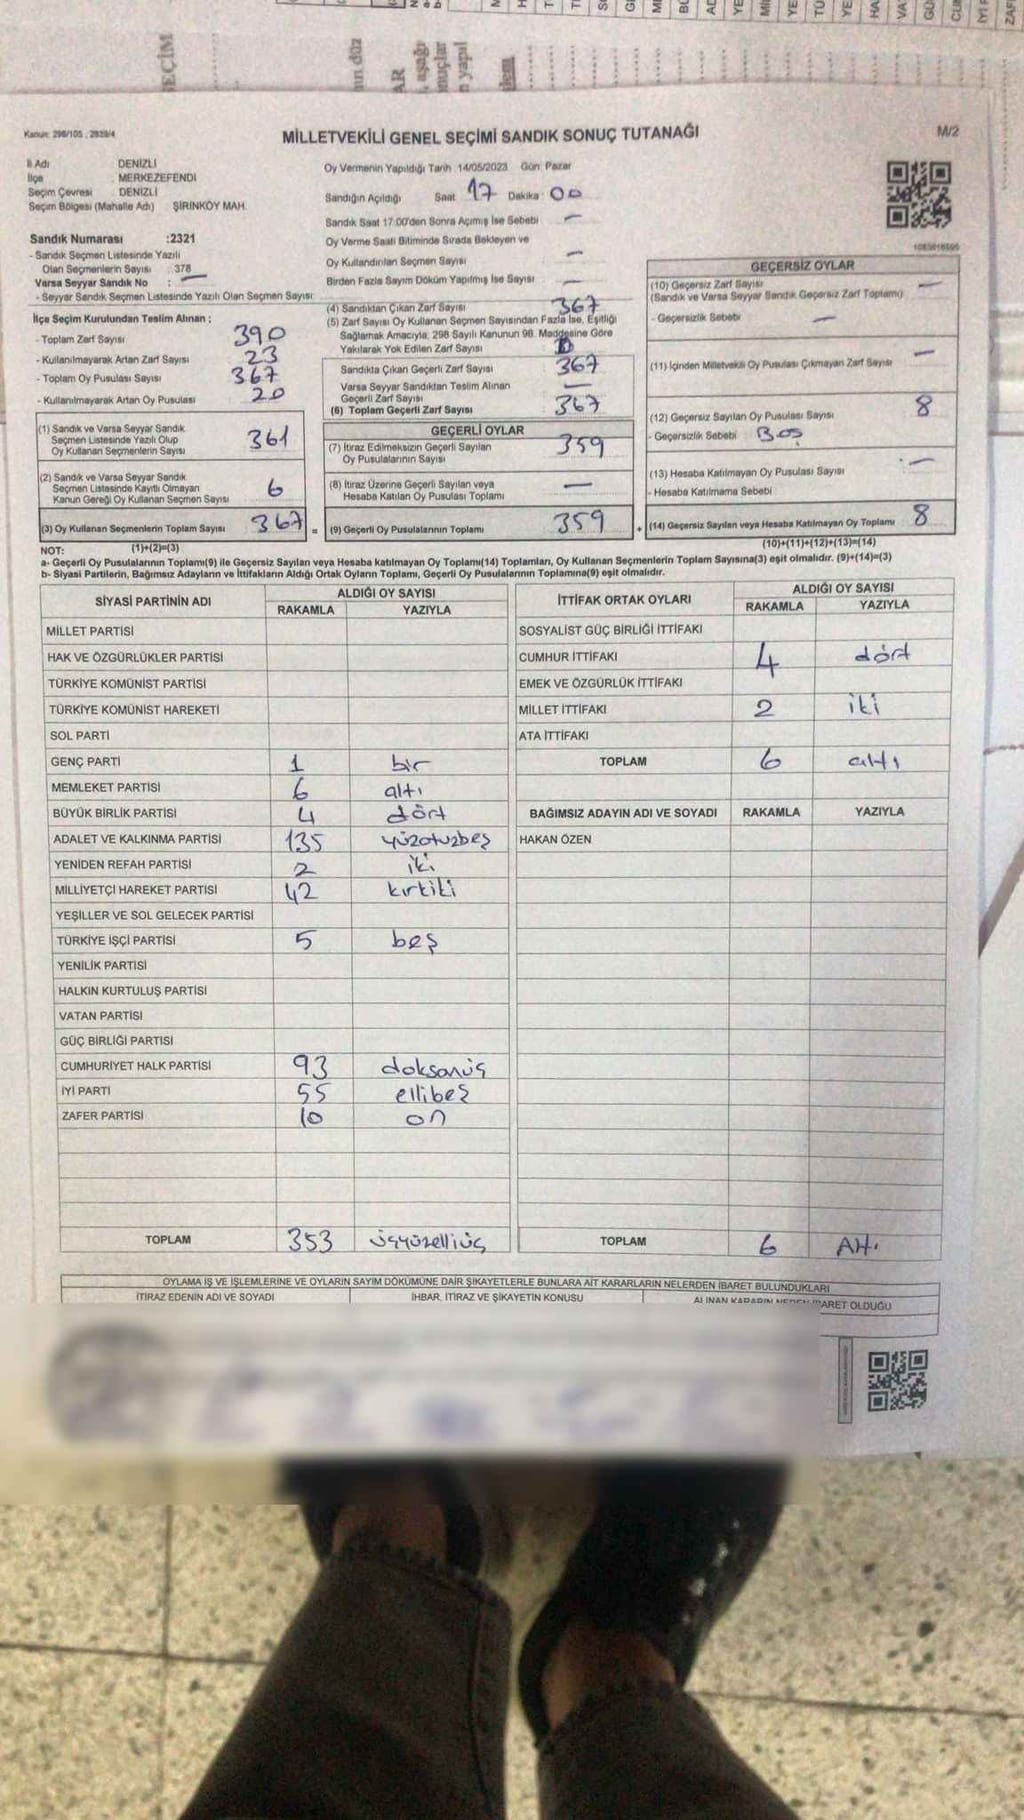 EÇİM
Kanun: 298/105 ; 2839/4
MİLLETVEKİLİ GENEL SEÇİMİ SANDIK SONUÇ TUTANAĞI
M/2
İl Adı DENİZLİ
İlçe MERKEZEFENDİ
Seçim Çevresi DENİZLİ
Seçim Bölgesi (Mahalle Adı) ŞİRİNKÖY MAH.
Sandık Numarası :2321
- Sandık Seçmen Listesinde Yazılı
Olan Seçmenlerin Sayısı : 378
Varsa Seyyar Sandık No : —
- Seyyar Sandık Seçmen Listesinde Yazılı Olan Seçmen Sayısı
İlçe Seçim Kurulundan Teslim Alınan ;
- Toplam Zarf Sayısı 390
- Kullanılmayarak Artan Zarf Sayısı 23
- Toplam Oy Pusulası Sayısı 367
- Kullanılmayarak Artan Oy Pusulası 20
(1) Sandık ve Varsa Seyyar Sandık
Seçmen Listesinde Yazılı Olup
Oy Kullanan Seçmenlerin Sayısı 361
(2) Sandık ve Varsa Seyyar Sandık
Seçmen Listesinde Kayıtlı Olmayan
Kanun Gereği Oy Kullanan Seçmen Sayısı 6
(3) Oy Kullanan Seçmenlerin Toplam Sayısı 367 =
Oy Vermenin Yapıldığı Tarih 14/05/2023 Gün: Pazar
Sandığın Açıldığı Saat 17 Dakika 00
Sandık Saat 17:00'den Sonra Açımış İse Sebebi —
Oy Verme Saati Bitiminde Sırada Bekleyen ve
Oy Kullandırılan Seçmen Sayısı —
Birden Fazla Sayım Döküm Yapılmış İse Sayısı —
(4) Sandıktan Çıkan Zarf Sayısı 367
(5) Zarf Sayısı Oy Kullanan Seçmen Sayısından Fazla İse, Eşitliği
Sağlamak Amacıyla, 298 Sayılı Kanunun 98. Maddesine Göre
Yakılarak Yok Edilen Zarf Sayısı
Sandıkta Çıkan Geçerli Zarf Sayısı 367
Varsa Seyyar Sandıktan Teslim Alınan
Geçerli Zarf Sayısı —
(6) Toplam Geçerli Zarf Sayısı 367
GEÇERLİ OYLAR
(7) İtiraz Edilmeksizin Geçerli Sayılan
Oy Pusulalarının Sayısı 359
(8) İtiraz Üzerine Geçerli Sayılan veya
Hesaba Katılan Oy Pusulası Toplamı —
(9) Geçerli Oy Pusulalarının Toplamı 359 +
GEÇERSİZ OYLAR
(10) Geçersiz Zarf Sayısı —
(Sandık ve Varsa Seyyar Sandık Geçersiz Zarf Toplamı)
- Geçersizlik Sebebi —
(11) İçinden Milletvekili Oy Pusulası Çıkmayan Zarf Sayısı —
(12) Geçersiz Sayılan Oy Pusulası Sayısı 8
- Geçersizlik Sebebi Boş
(13) Hesaba Katılmayan Oy Pusulası Sayısı —
- Hesaba Katılmama Sebebi
(14) Geçersiz Sayılan veya Hesaba Katılmayan Oy Toplamı 8
NOT: (1)+(2)=(3) (10)+(11)+(12)+(13)=(14)
a- Geçerli Oy Pusulalarının Toplamı(9) ile Geçersiz Sayılan veya Hesaba katılmayan Oy Toplamı(14) Toplamları, Oy Kullanan Seçmenlerin Toplam Sayısına(3) eşit olmalıdır. (9)+(14)=(3)
b- Siyasi Partilerin, Bağımsız Adayların ve İttifakların Aldığı Ortak Oyların Toplamı, Geçerli Oy Pusulalarının Toplamına(9) eşit olmalıdır.
SİYASİ PARTİNİN ADI ALDIĞI OY SAYISI
RAKAMLA YAZIYLA
MİLLET PARTİSİ
HAK VE ÖZGÜRLÜKLER PARTİSİ
TÜRKİYE KOMÜNİST PARTİSİ
TÜRKİYE KOMÜNİST HAREKETİ
SOL PARTİ
GENÇ PARTİ 1 bir
MEMLEKET PARTİSİ 6 altı
BÜYÜK BİRLİK PARTİSİ 4 dört
ADALET VE KALKINMA PARTİSİ 135 yüzotuzbeş
YENİDEN REFAH PARTİSİ 2 iki
MİLLİYETÇİ HAREKET PARTİSİ 42 kırkiki
YEŞİLLER VE SOL GELECEK PARTİSİ
TÜRKİYE İŞÇİ PARTİSİ 5 beş
YENİLİK PARTİSİ
HALKIN KURTULUŞ PARTİSİ
VATAN PARTİSİ
GÜÇ BİRLİĞİ PARTİSİ
CUMHURİYET HALK PARTİSİ 93 doksanüç
İYİ PARTİ 55 ellibeş
ZAFER PARTİSİ 10 on
TOPLAM 353 üçyüzelliüç
İTTİFAK ORTAK OYLARI ALDIĞI OY SAYISI
RAKAMLA YAZIYLA
SOSYALİST GÜÇ BİRLİĞİ İTTİFAKI
CUMHUR İTTİFAKI 4 dört
EMEK VE ÖZGÜRLÜK İTTİFAKI
MİLLET İTTİFAKI 2 iki
ATA İTTİFAKI
TOPLAM 6 altı
BAĞIMSIZ ADAYIN ADI VE SOYADI RAKAMLA YAZIYLA
HAKAN ÖZEN
TOPLAM 6 Altı
OYLAMA İŞ VE İŞLEMLERİNE VE OYLARIN SAYIM DÖKÜMÜNE DAİR ŞİKAYETLERLE BUNLARA AİT KARARLARIN NELERDEN İBARET BULUNDUKLARI
İTİRAZ EDENİN ADI VE SOYADI İHBAR, İTİRAZ VE ŞİKAYETİN KONUSU ALINAN KARARIN NEDEN İBARET OLDUĞU